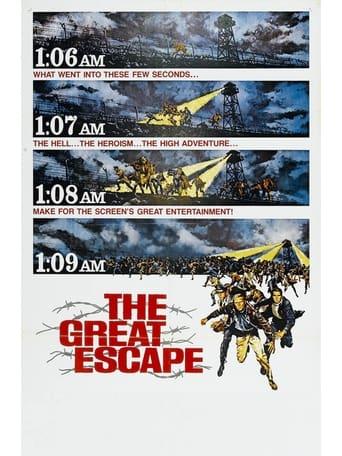 1:06 AM
WHAT WENT INTO THESE FEW SECONDS...
1:07 AM
THE HELL...THE HEROISM...THE HIGH ADVENTURE...
1:08 AM
MAKE FOR THE SCREEN'S GREAT ENTERTAINMENT!
1:09 AM
THE
GREAT
ESCAPE